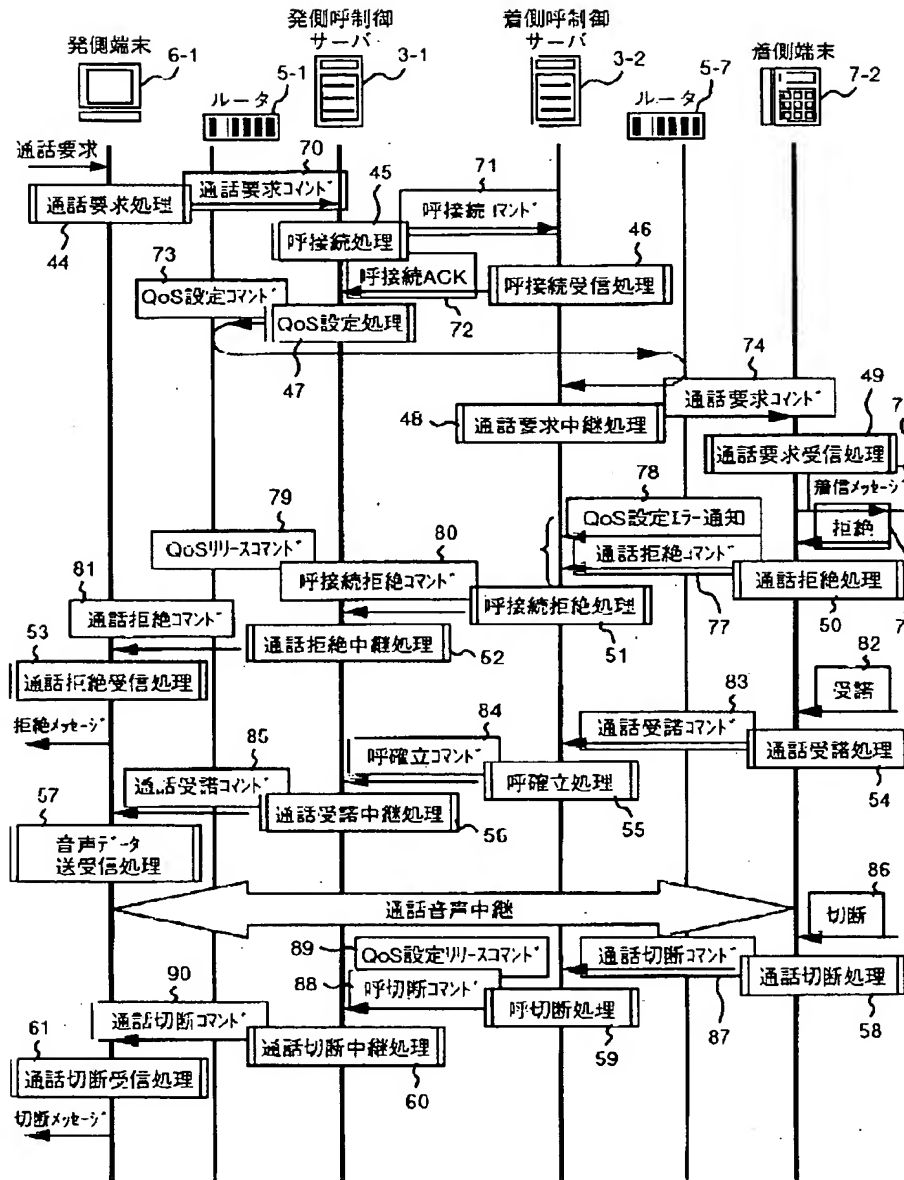 発側端末
6-1
ルータ
5-1
発側呼制御
サーバ
3-1
着側呼制御
サーバ
3-2
ルータ
5-7
着側端末
7-2
通話要求
通話要求処理
44
70
通話要求コマンド
45
呼接続処理
71
呼接続コマンド
46
呼接続受信処理
呼接続ACK
72
73
QoS設定コマンド
QoS設定処理
47
74
通話要求コマンド
48
通話要求中継処理
49
通話要求受信処理
着信メッセージ
拒絶
78
QoS設定エラー通知
通話拒絶コマンド
77
通話拒絶処理
50
79
QoSリリースコマンド
80
呼接続拒絶コマンド
呼接続拒絶処理
51
81
通話拒絶コマンド
通話拒絶中継処理
52
53
通話拒絶受信処理
拒絶メッセージ
82
受諾
83
通話受諾コマンド
通話受諾処理
54
84
呼確立コマンド
呼確立処理
55
85
通話受諾コマンド
通話受諾中継処理
56
57
音声データ
送受信処理
通話音声中継
86
切断
通話切断コマンド
87
通話切断処理
58
89
QoS設定リリースコマンド
88
呼切断コマンド
呼切断処理
59
90
通話切断コマンド
通話切断中継処理
60
61
通話切断受信処理
切断メッセージ